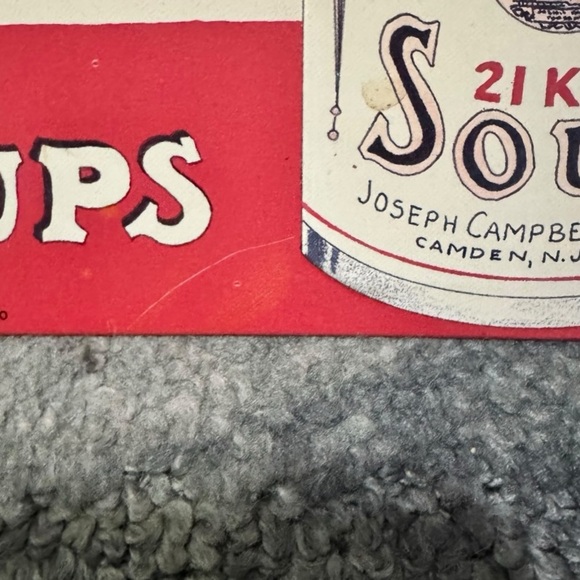 UPS
21 K
SOU
JOSEPH CAMPBE
CAMDEN, N.J